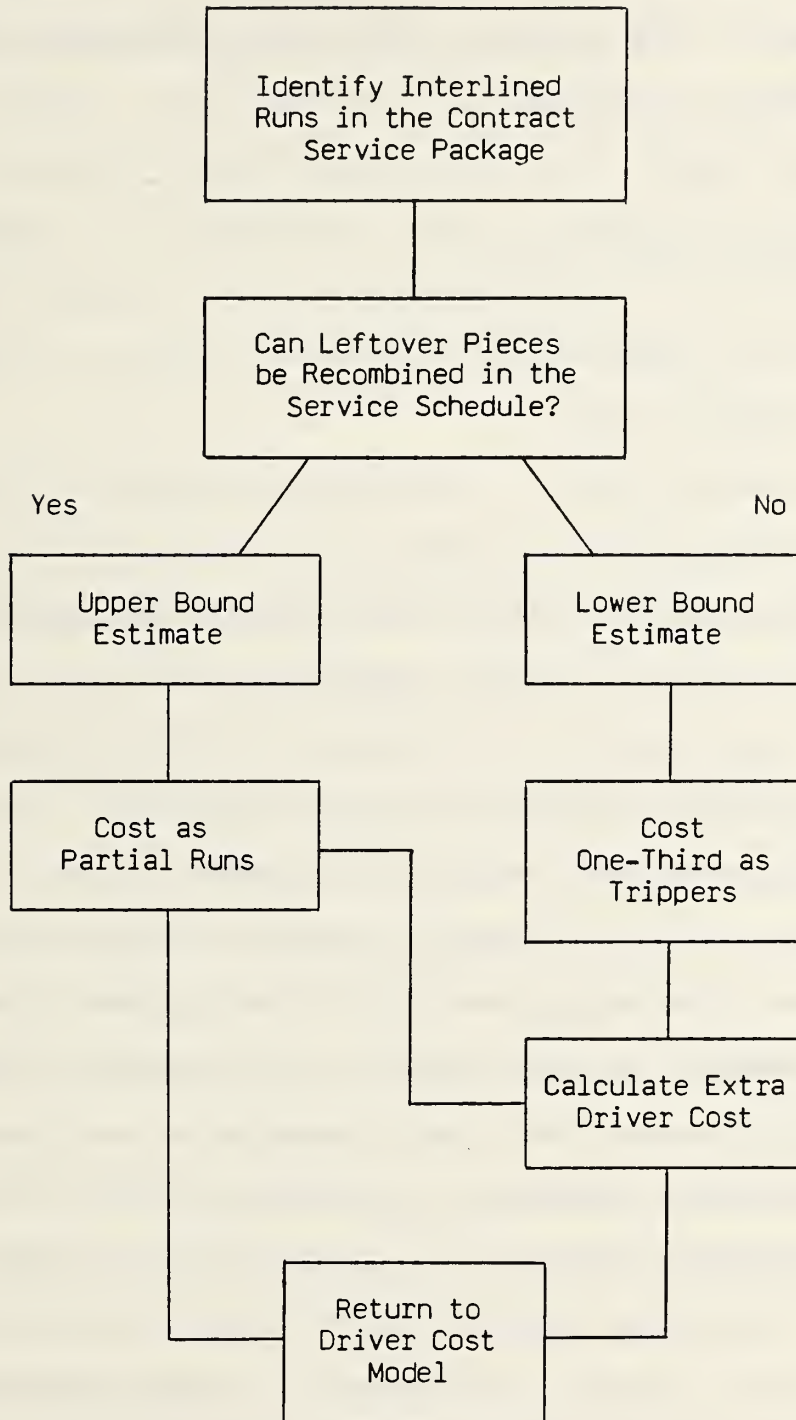 Identify Interlined
Runs in the Contract
Service Package
Can Leftover Pieces
be Recombined in the
Service Schedule?
Yes
No
Upper Bound
Estimate
Lower Bound
Estimate
Cost as
Partial Runs
Cost
One-Third as
Trippers
Calculate Extra
Driver Cost
Return to
Driver Cost
Model